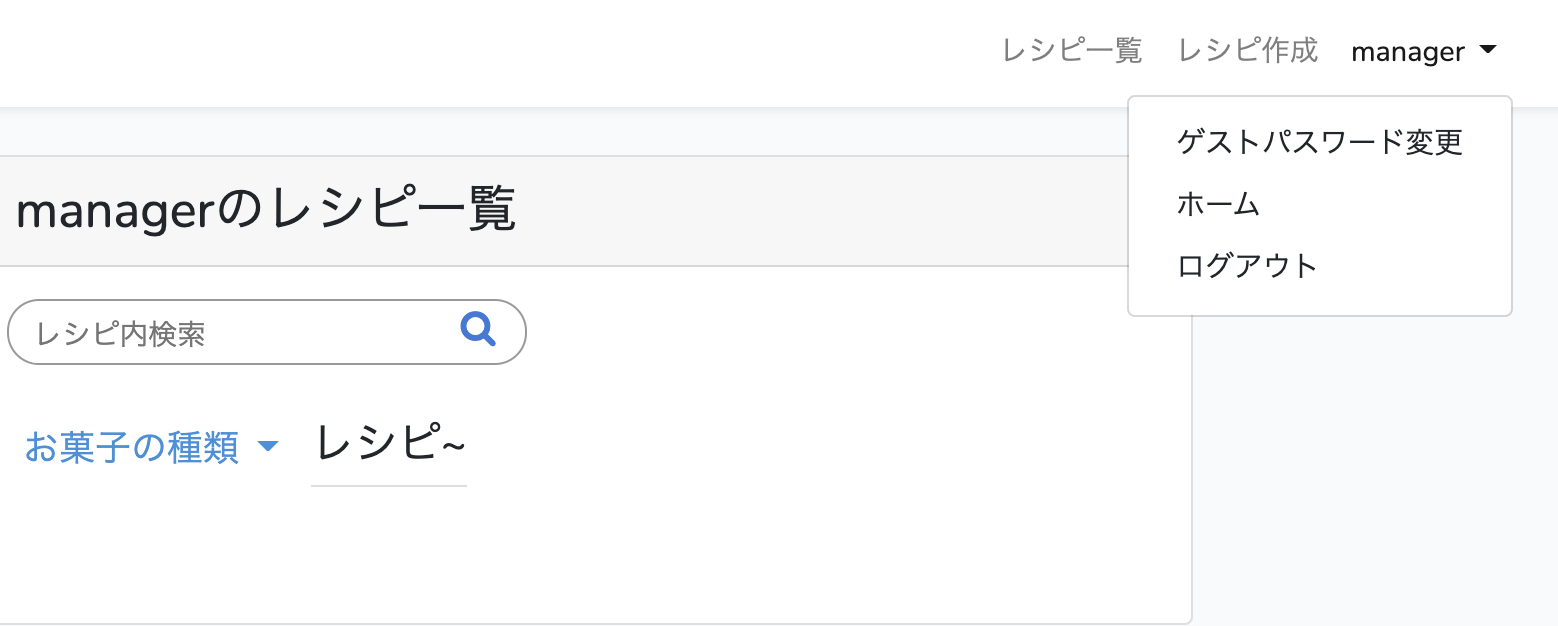 レシピ一覧 レシピ作成 manager
ゲストパスワード変更
ホーム
ログアウト
managerのレシピ一覧
レシピ内検索
お菓子の種類 レシピ~